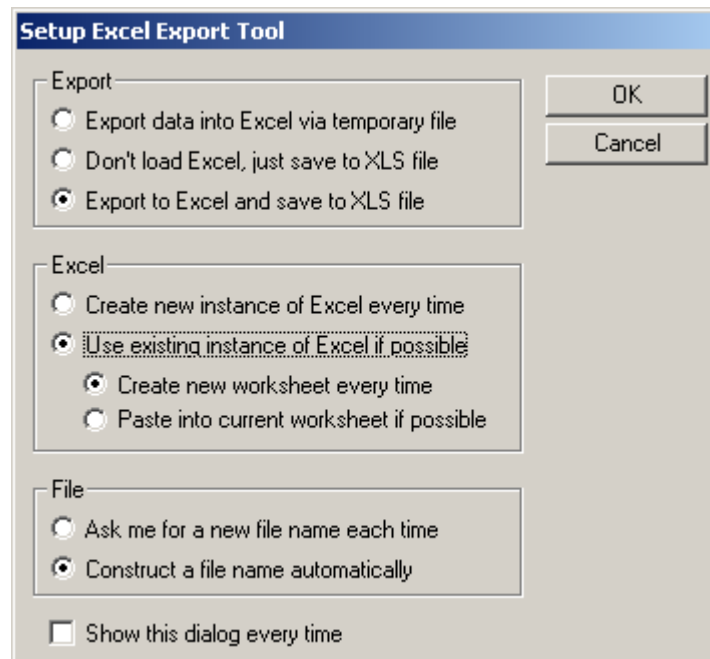 Setup Excel Export Tool
Export
Export data into Excel via temporary file
Don't load Excel, just save to XLS file
Export to Excel and save to XLS file
OK
Cancel
Excel
Create new instance of Excel every time
Use existing instance of Excel if possible
Create new worksheet every time
Paste into current worksheet if possible
File
Ask me for a new file name each time
Construct a file name automatically
Show this dialog every time